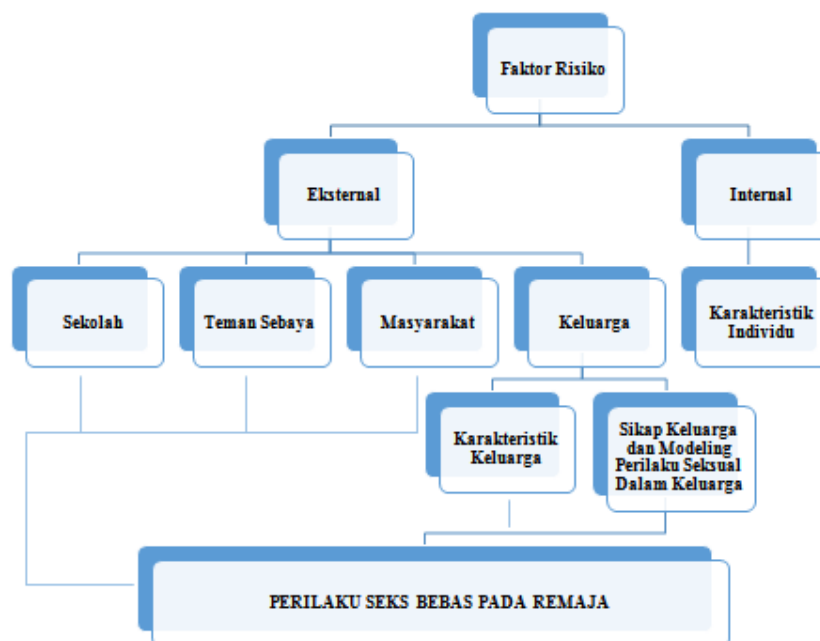 Faktor Risiko
Eksternal
Internal
Sekolah
Teman Sebaya
Masyarakat
Keluarga
Karakteristik
Individu
Karakteristik
Keluarga
Sikap Keluarga
dan Modeling
Perilaku Seksual
Dalam Keluarga
PERILAKU SEKS BEBAS PADA REMAJA